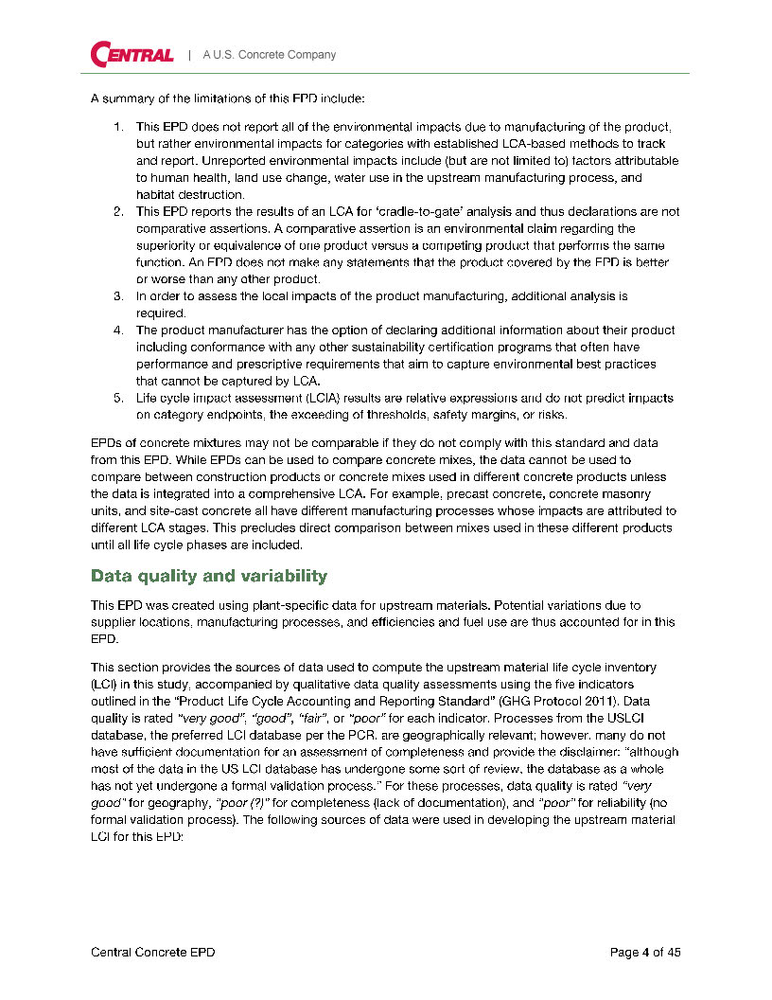 CENTRAL | A U.S. Concrete Company
A summary of the limitations of this EPD include:
1. This EPD does not report all of the environmental impacts due to manufacturing of the product,
but rather environmental impacts for categories with established LCA-based methods to track
and report. Unreported environmental impacts include (but are not limited to) factors attributable
to human health, land use change, water use in the upstream manufacturing process, and
habitat destruction.
2. This EPD reports the results of an LCA for ‘cradle-to-gate’ analysis and thus declarations are not
comparative assertions. A comparative assertion is an environmental claim regarding the
superiority or equivalence of one product versus a competing product that performs the same
function. An EPD does not make any statements that the product covered by the EPD is better
or worse than any other product.
3. In order to assess the local impacts of the product manufacturing, additional analysis is
required.
4. The product manufacturer has the option of declaring additional information about their product
including conformance with any other sustainability certification programs that often have
performance and prescriptive requirements that aim to capture environmental best practices
that cannot be captured by LCA.
5. Life cycle impact assessment (LCIA) results are relative expressions and do not predict impacts
on category endpoints, the exceeding of thresholds, safety margins, or risks.
EPDs of concrete mixtures may not be comparable if they do not comply with this standard and data
from this EPD. While EPDs can be used to compare concrete mixes, the data cannot be used to
compare between construction products or concrete mixes used in different concrete products unless
the data is integrated into a comprehensive LCA. For example, precast concrete, concrete masonry
units, and site-cast concrete all have different manufacturing processes whose impacts are attributed to
different LCA stages. This precludes direct comparison between mixes used in these different products
until all life cycle phases are included.
Data quality and variability
This EPD was created using plant-specific data for upstream materials. Potential variations due to
supplier locations, manufacturing processes, and efficiencies and fuel use are thus accounted for in this
EPD.
This section provides the sources of data used to compute the upstream material life cycle inventory
(LCI) in this study, accompanied by qualitative data quality assessments using the five indicators
outlined in the “Product Life Cycle Accounting and Reporting Standard” (GHG Protocol 2011). Data
quality is rated “very good”, “good”, “fair”, or “poor” for each indicator. Processes from the USLCI
database, the preferred LCI database per the PCR, are geographically relevant; however, many do not
have sufficient documentation for an assessment of completeness and provide the disclaimer: “although
most of the data in the US LCI database has undergone some sort of review, the database as a whole
has not yet undergone a formal validation process.” For these processes, data quality is rated “very
good” for geography, “poor (?)” for completeness (lack of documentation), and “poor” for reliability (no
formal validation process). The following sources of data were used in developing the upstream material
LCI for this EPD:
Central Concrete EPD Page 4 of 45